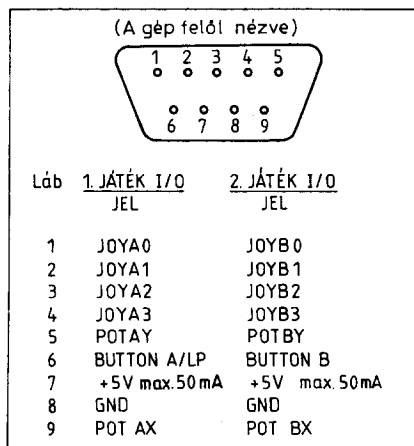 (A gép felől nézve)
1 2 3 4 5
6 7 8 9
Láb 1. JÁTÉK I/O 2. JÁTÉK I/O
JEL JEL
1 JOYA0 JOYB0
2 JOYA1 JOYB1
3 JOYA2 JOYB2
4 JOYA3 JOYB3
5 POTAY POTBY
6 BUTTON A/LP BUTTON B
7 +5V max.50mA +5V max.50mA
8 GND GND
9 POT AX POT BX